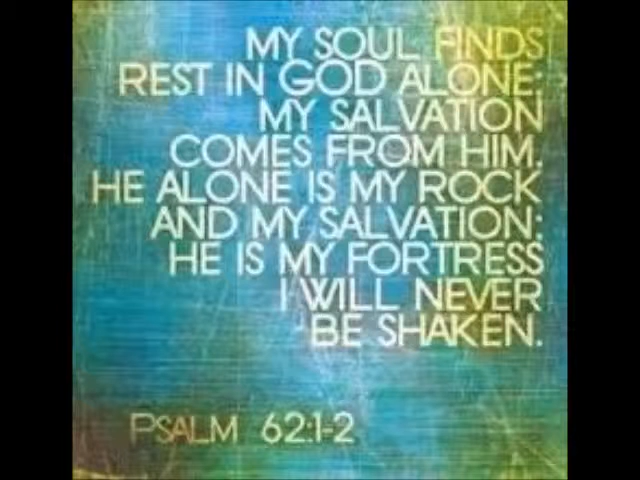 MY SOUL FINDS
REST IN GOD ALONE;
MY SALVATION
COMES FROM HIM.
HE ALONE IS MY ROCK
AND MY SALVATION;
HE IS MY FORTRESS
I WILL NEVER
BE SHAKEN.
PSALM 62:1-2